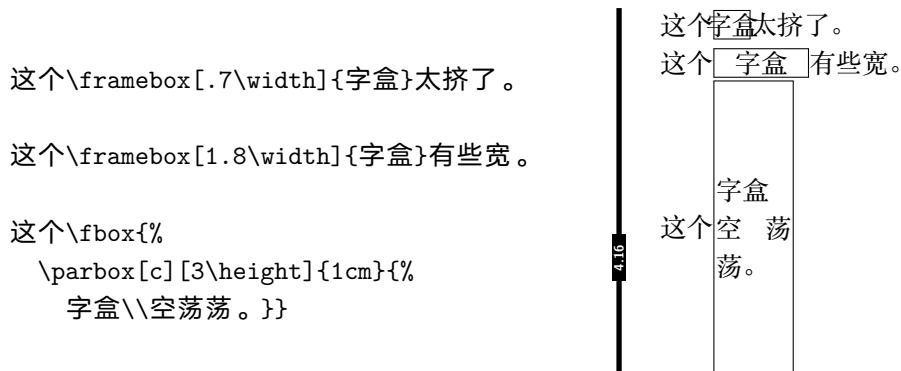 这个\framebox[.7\width]{字盒}太挤了。
这个\framebox[1.8\width]{字盒}有些宽。
这个\fbox{%
\parbox[c][3\height]{1cm}{%
字盒\\空荡荡。}}
4.16
这个字盒太挤了。
这个 字盒 有些宽。
字盒
这个空 荡
荡。